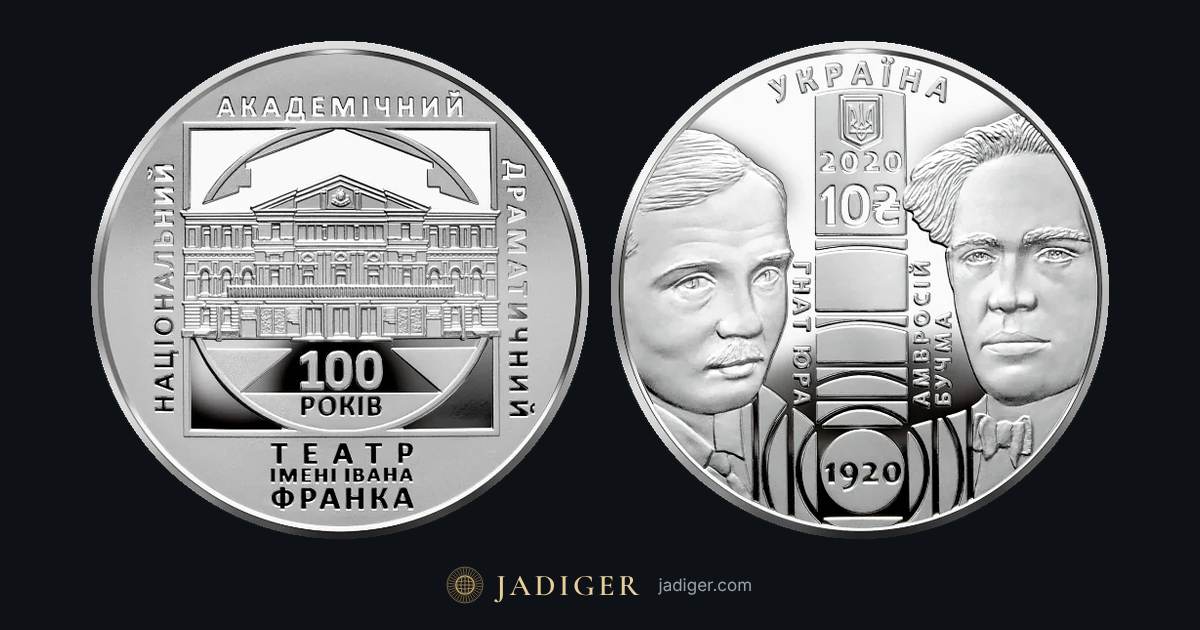 АКАДЕМІЧНИЙ
НАЦІОНАЛЬНИЙ
ДРАМАТИЧНИЙ
100
РОКІВ
ТЕАТР
ІМЕНІ ІВАНА
ФРАНКА
УКРАЇНА
2020
10₴
ГНАТ ЮРА
АМВРОСІЙ
БУЧМА
1920
JADIGER jadiger.com